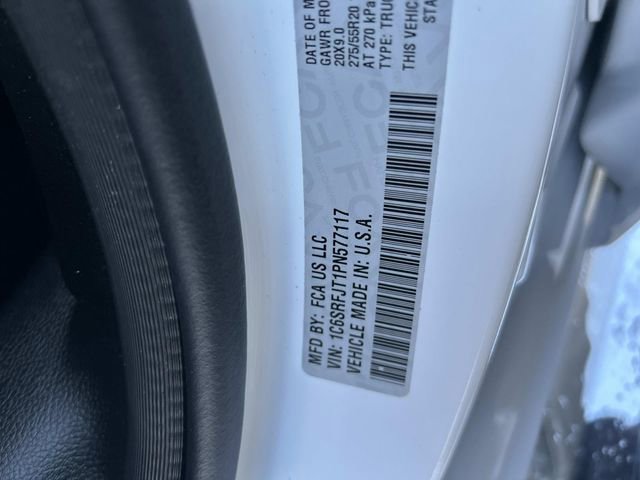 MFD BY: FCA US LLC
VIN: 1C6SRFJT1PN577117
VEHICLE MADE IN: U.S.A.
DATE OF M
GAWR FRO
20X9.0
275/55R20
AT 270 kPa
TYPE: TRUC
THIS VEHIC
STA